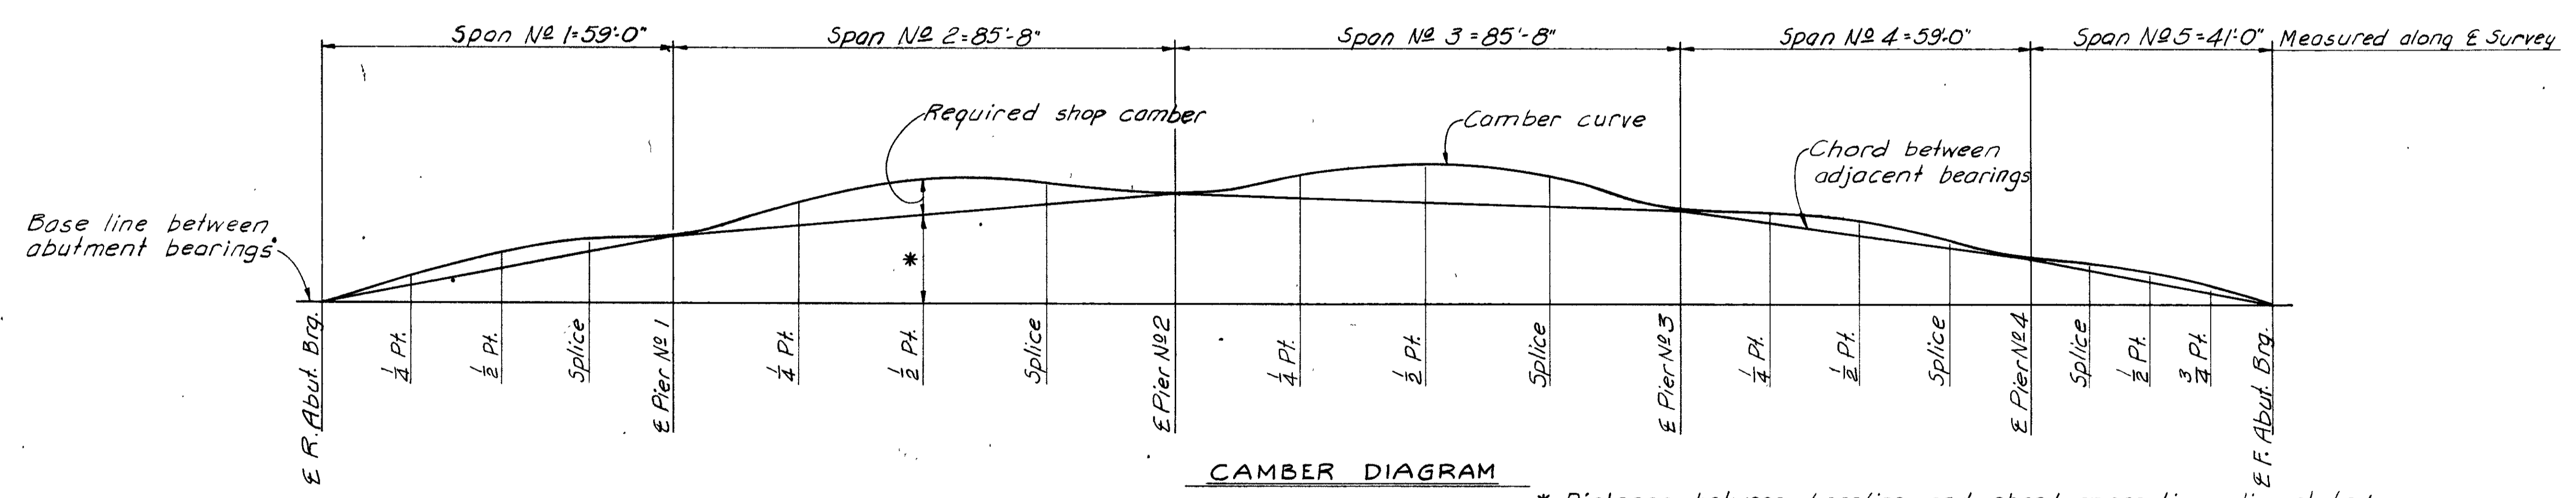 Span Nº 1=59'-0"
Span Nº 2=85'-8"
Span Nº 3=85'-8"
Span Nº 4=59'-0"
Span Nº 5=41'-0"
Measured along ℄ Survey
Required shop camber
Camber curve
Chord between
adjacent bearings
Base line between
abutment bearings
*
℄ R. Abut. Brg.
1/4 Pt.
1/2 Pt.
Splice
℄ Pier Nº 1
1/4 Pt.
1/2 Pt.
Splice
℄ Pier Nº 2
1/4 Pt.
1/2 Pt.
Splice
℄ Pier Nº 3
1/4 Pt.
1/2 Pt.
Splice
℄ Pier Nº 4
Splice
1/2 Pt.
3/4 Pt.
℄ F. Abut. Brg.
CAMBER DIAGRAM
* Distance between baseline and chord